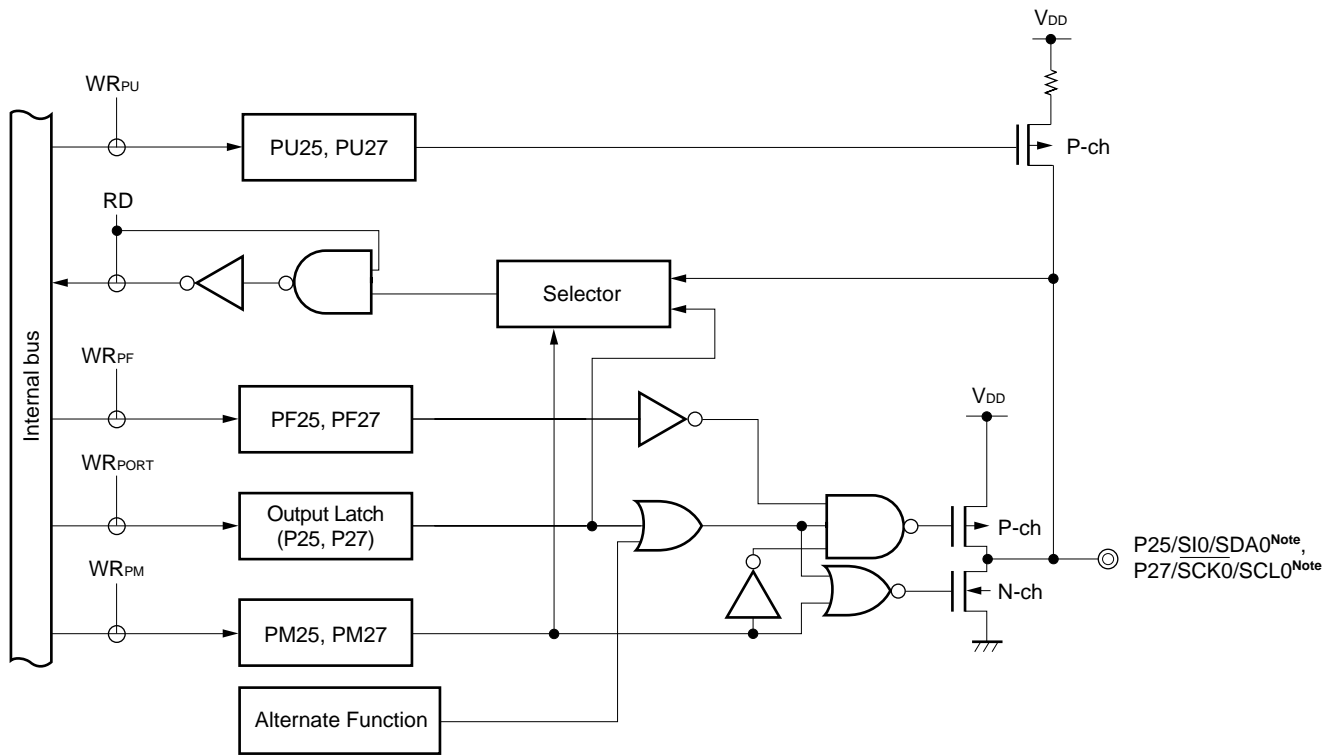 VDD
WRPU
PU25, PU27
P-ch
RD
Selector
Internal bus
WRPF
PF25, PF27
VDD
WRPORT
Output Latch
(P25, P27)
P-ch
P25/SI0/SDA0Note,
P27/SCK0/SCL0Note
WRPM
N-ch
PM25, PM27
Alternate Function